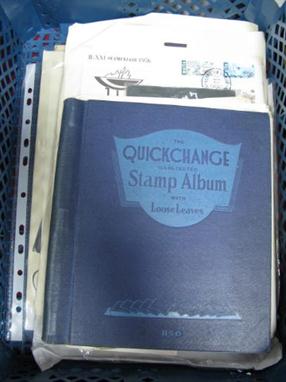 THE
QUICKCHANGE
ILLUSTRATED
Stamp Album
WITH
Loose Leaves